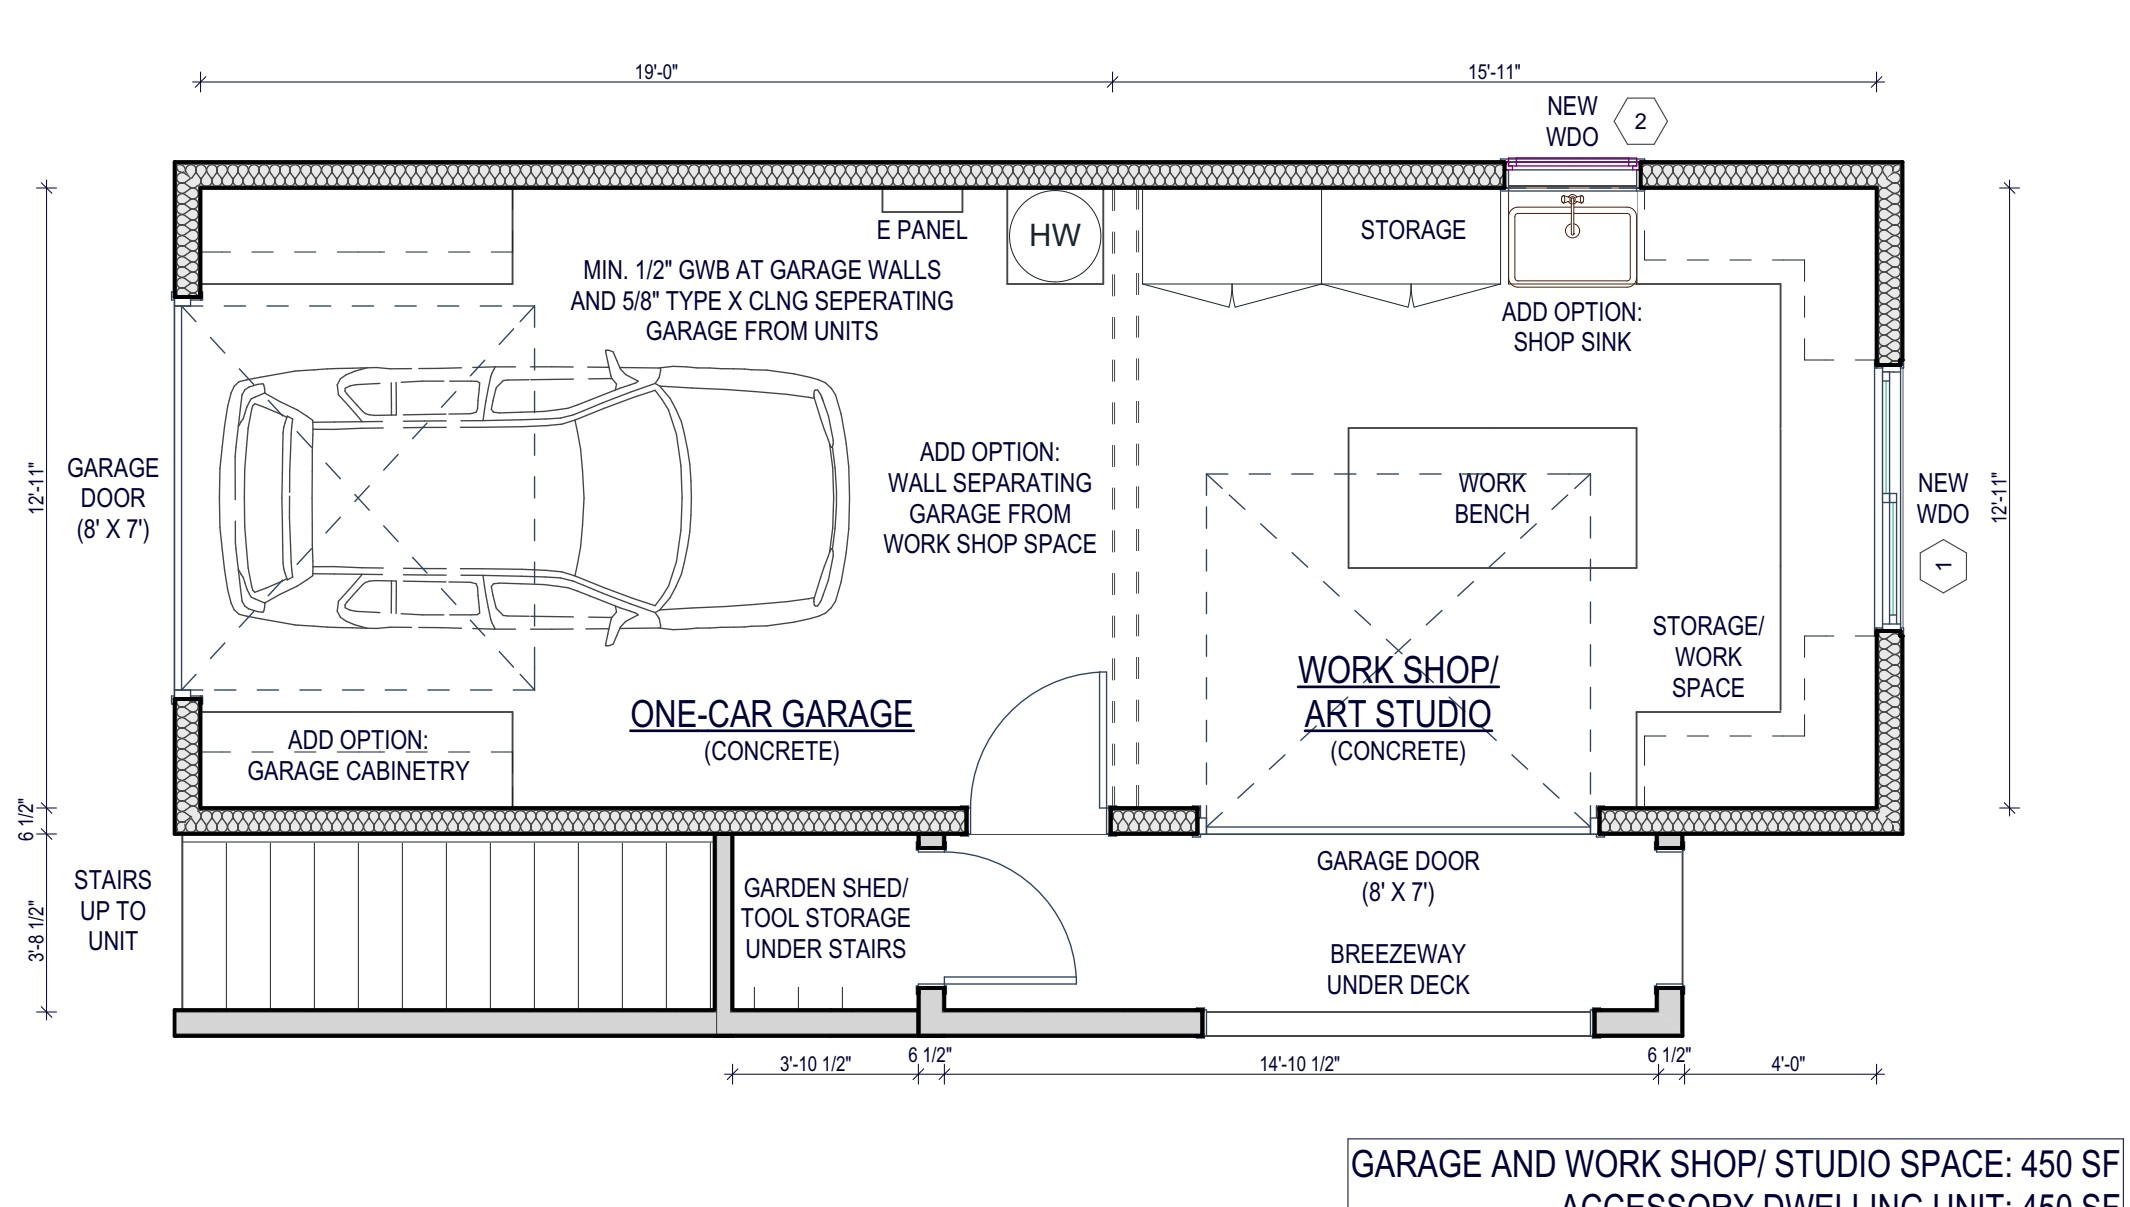 19'-0"
15'-11"
NEW
WDO
2
E PANEL
HW
STORAGE
MIN. 1/2" GWB AT GARAGE WALLS
AND 5/8" TYPE X CLNG SEPERATING
GARAGE FROM UNITS
ADD OPTION:
SHOP SINK
GARAGE
DOOR
(8' X 7')
12'-11"
ADD OPTION:
WALL SEPARATING
GARAGE FROM
WORK SHOP SPACE
WORK
BENCH
NEW
WDO
1
12'-11"
STORAGE/
WORK
SPACE
ONE-CAR GARAGE
(CONCRETE)
WORK SHOP/
ART STUDIO
(CONCRETE)
ADD OPTION:
GARAGE CABINETRY
6 1/2"
3'-8 1/2"
STAIRS
UP TO
UNIT
GARDEN SHED/
TOOL STORAGE
UNDER STAIRS
GARAGE DOOR
(8' X 7')
BREEZEWAY
UNDER DECK
3'-10 1/2"
6 1/2"
14'-10 1/2"
6 1/2"
4'-0"
GARAGE AND WORK SHOP/ STUDIO SPACE: 450 SF
ACCESSORY DWELLING UNIT: 450 SF